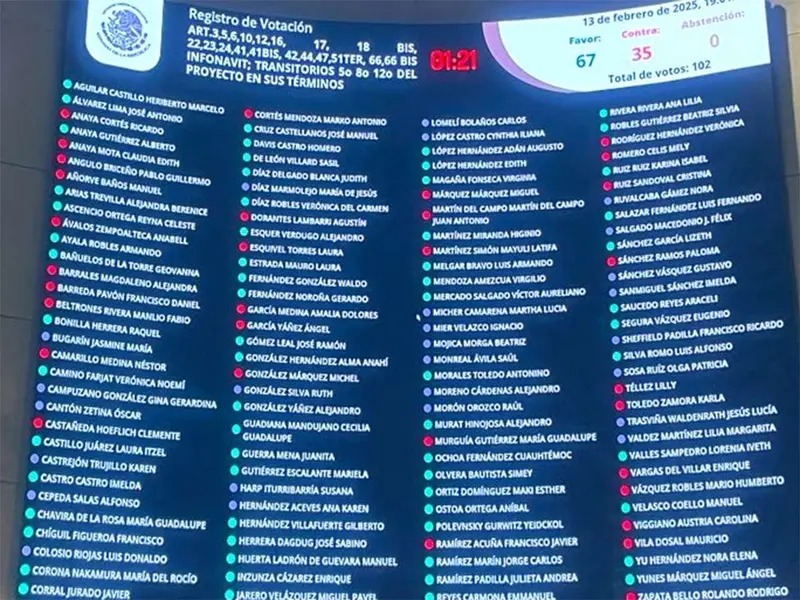 Registro de Votación
ART.3,5,6,10,12,16, 17, 18 BIS,
22,23,24,41,41BIS, 42,44,47,51TER, 66,66 BIS
INFONAVIT; TRANSITORIOS 5o 8o 12o DEL
PROYECTO EN SUS TÉRMINOS
01:21
13 de febrero de 2025,
Favor: Contra: Abstención:
67 35 0
Total de votos: 102
AGUILAR CASTILLO HERIBERTO MARCELO
ÁLVAREZ LIMA JOSÉ ANTONIO
ANAYA CORTÉS RICARDO
ANAYA GUTIÉRREZ ALBERTO
ANAYA MOTA CLAUDIA EDITH
ANGULO BRICEÑO PABLO GUILLERMO
AÑORVE BAÑOS MANUEL
ARIAS TREVILLA ALEJANDRA BERENICE
ASCENCIO ORTEGA REYNA CELESTE
ÁVALOS ZEMPOALTECA ANABELL
AYALA ROBLES ARMANDO
BAÑUELOS DE LA TORRE GEOVANNA
BARRALES MAGDALENO ALEJANDRA
BARREDA PAVÓN FRANCISCO DANIEL
BELTRONES RIVERA MANLIO FABIO
BONILLA HERRERA RAQUEL
BUGARÍN JASMINE MARÍA
CAMARILLO MEDINA NÉSTOR
CAMINO FARJAT VERÓNICA NOEMÍ
CAMPUZANO GONZÁLEZ GINA GERARDINA
CANTÓN ZETINA ÓSCAR
CASTAÑEDA HOEFLICH CLEMENTE
CASTILLO JUÁREZ LAURA ITZEL
CASTREJÓN TRUJILLO KAREN
CASTRO CASTRO IMELDA
CEPEDA SALAS ALFONSO
CHAVIRA DE LA ROSA MARÍA GUADALUPE
CHÍGUIL FIGUEROA FRANCISCO
COLOSIO RIOJAS LUIS DONALDO
CORONA NAKAMURA MARÍA DEL ROCÍO
CORRAL JURADO JAVIER
CORTÉS MENDOZA MARKO ANTONIO
CRUZ CASTELLANOS JOSÉ MANUEL
DAVIS CASTRO HOMERO
DE LEÓN VILLARD SASIL
DÍAZ DELGADO BLANCA JUDITH
DÍAZ MARMOLEJO MARÍA DE JESÚS
DÍAZ ROBLES VERÓNICA DEL CARMEN
DORANTES LAMBARRI AGUSTÍN
ESQUER VERDUGO ALEJANDRO
ESQUIVEL TORRES LAURA
ESTRADA MAURO LAURA
FERNÁNDEZ GONZÁLEZ WALDO
FERNÁNDEZ NOROÑA GERARDO
GARCÍA MEDINA AMALIA DOLORES
GARCÍA YÁÑEZ ÁNGEL
GÓMEZ LEAL JOSÉ RAMÓN
GONZÁLEZ HERNÁNDEZ ALMA ANAHÍ
GONZÁLEZ MÁRQUEZ MICHEL
GONZÁLEZ SILVA RUTH
GONZÁLEZ YÁÑEZ ALEJANDRO
GUADIANA MANDUJANO CECILIA
GUADALUPE
GUERRA MENA JUANITA
GUTIÉRREZ ESCALANTE MARIELA
HARP ITURRIBARRÍA SUSANA
HERNÁNDEZ ACEVES ANA KAREN
HERNÁNDEZ VILLAFUERTE GILBERTO
HERRERA DAGDUG JOSÉ SABINO
HUERTA LADRÓN DE GUEVARA MANUEL
INZUNZA CÁZAREZ ENRIQUE
JARERO VELÁZQUEZ MIGUEL PAVEL
LOMELÍ BOLAÑOS CARLOS
LÓPEZ CASTRO CYNTHIA ILIANA
LÓPEZ HERNÁNDEZ ADÁN AUGUSTO
LÓPEZ HERNÁNDEZ EDITH
MAGAÑA FONSECA VIRGINIA
MÁRQUEZ MÁRQUEZ MIGUEL
MARTÍN DEL CAMPO MARTÍN DEL CAMPO
JUAN ANTONIO
MARTÍNEZ MIRANDA HIGINIO
MARTÍNEZ SIMÓN MAYULI LATIFA
MELGAR BRAVO LUIS ARMANDO
MENDOZA AMEZCUA VIRGILIO
MERCADO SALGADO VÍCTOR AURELIANO
MICHER CAMARENA MARTHA LUCIA
MIER VELAZCO IGNACIO
MOJICA MORGA BEATRIZ
MONREAL ÁVILA SAÚL
MORALES TOLEDO ANTONINO
MORENO CÁRDENAS ALEJANDRO
MORÓN OROZCO RAÚL
MURAT HINOJOSA ALEJANDRO
MURGUÍA GUTIÉRREZ MARÍA GUADALUPE
OCHOA FERNÁNDEZ CUAUHTÉMOC
OLVERA BAUTISTA SIMEY
ORTIZ DOMÍNGUEZ MAKI ESTHER
OSTOA ORTEGA ANÍBAL
POLEVNSKY GURWITZ YEIDCKOL
RAMÍREZ ACUÑA FRANCISCO JAVIER
RAMÍREZ MARÍN JORGE CARLOS
RAMÍREZ PADILLA JULIETA ANDREA
REYES CARMONA EMMANUEL
RIVERA RIVERA ANA LILIA
ROBLES GUTIÉRREZ BEATRIZ SILVIA
RODRÍGUEZ HERNÁNDEZ VERÓNICA
ROMERO CELIS MELY
RUIZ RUIZ KARINA ISABEL
RUIZ SANDOVAL CRISTINA
RUVALCABA GÁMEZ NORA
SALAZAR FERNÁNDEZ LUIS FERNANDO
SALGADO MACEDONIO J. FÉLIX
SÁNCHEZ GARCÍA LIZETH
SÁNCHEZ RAMOS PALOMA
SÁNCHEZ VÁSQUEZ GUSTAVO
SANMIGUEL SÁNCHEZ IMELDA
SAUCEDO REYES ARACELI
SEGURA VÁZQUEZ EUGENIO
SHEFFIELD PADILLA FRANCISCO RICARDO
SILVA ROMO LUIS ALFONSO
SOSA RUÍZ OLGA PATRICIA
TÉLLEZ LILLY
TOLEDO ZAMORA KARLA
TRASVIÑA WALDENRATH JESÚS LUCÍA
VALDEZ MARTÍNEZ LILIA MARGARITA
VALLES SAMPEDRO LORENIA IVETH
VARGAS DEL VILLAR ENRIQUE
VÁZQUEZ ROBLES MARIO HUMBERTO
VELASCO COELLO MANUEL
VIGGIANO AUSTRIA CAROLINA
VILA DOSAL MAURICIO
YU HERNÁNDEZ NORA ELENA
YUNES MÁRQUEZ MIGUEL ÁNGEL
ZAPATA BELLO ROLANDO RODRIGO